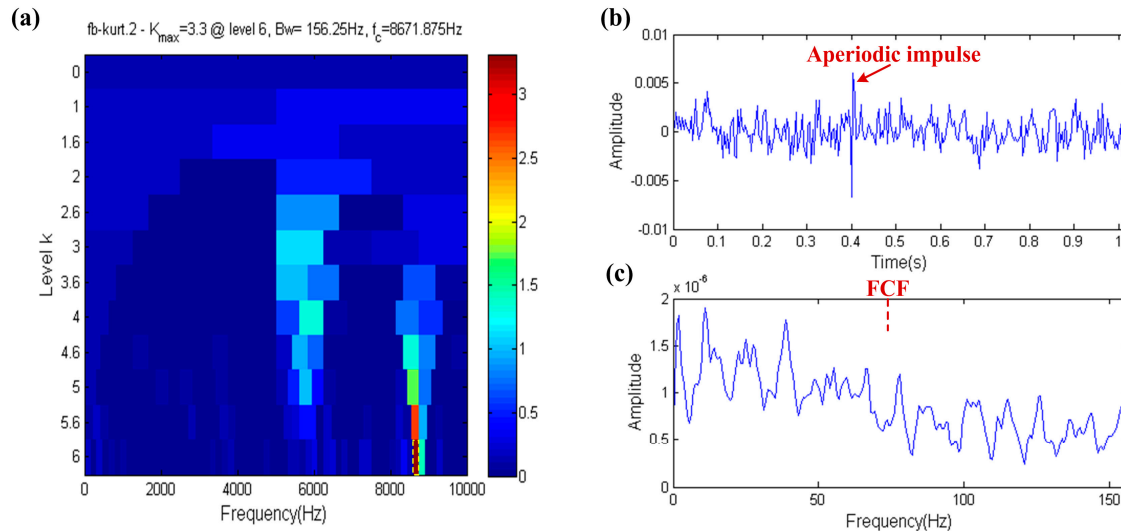 (a)
fb-kurt.2 - K_max=3.3 @ level 6, Bw= 156.25Hz, f_c=8671.875Hz
0
1
1.6
2
2.6
3
3.6
4
4.6
5
5.6
6
Level k
0 2000 4000 6000 8000 10000
Frequency(Hz)
3
2.5
2
1.5
1
0.5
0
(b)
Aperiodic impulse
0.01
0.005
0
-0.005
-0.01
Amplitude
0 0.1 0.2 0.3 0.4 0.5 0.6 0.7 0.8 0.9 1
Time(s)
(c)
x 10^-6
FCF
2
1.5
1
0.5
0
Amplitude
0 50 100 150
Frequency(Hz)